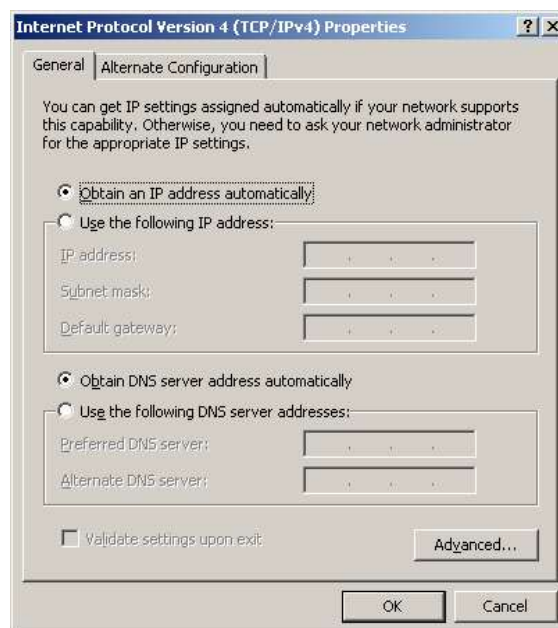 Internet Protocol Version 4 (TCP/IPv4) Properties
General
Alternate Configuration
You can get IP settings assigned automatically if your network supports
this capability. Otherwise, you need to ask your network administrator
for the appropriate IP settings.
Obtain an IP address automatically
Use the following IP address:
IP address:
Subnet mask:
Default gateway:
Obtain DNS server address automatically
Use the following DNS server addresses:
Preferred DNS server:
Alternate DNS server:
Validate settings upon exit
Advanced...
OK
Cancel